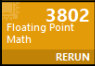 3802
Floating Point
Math
RERUN